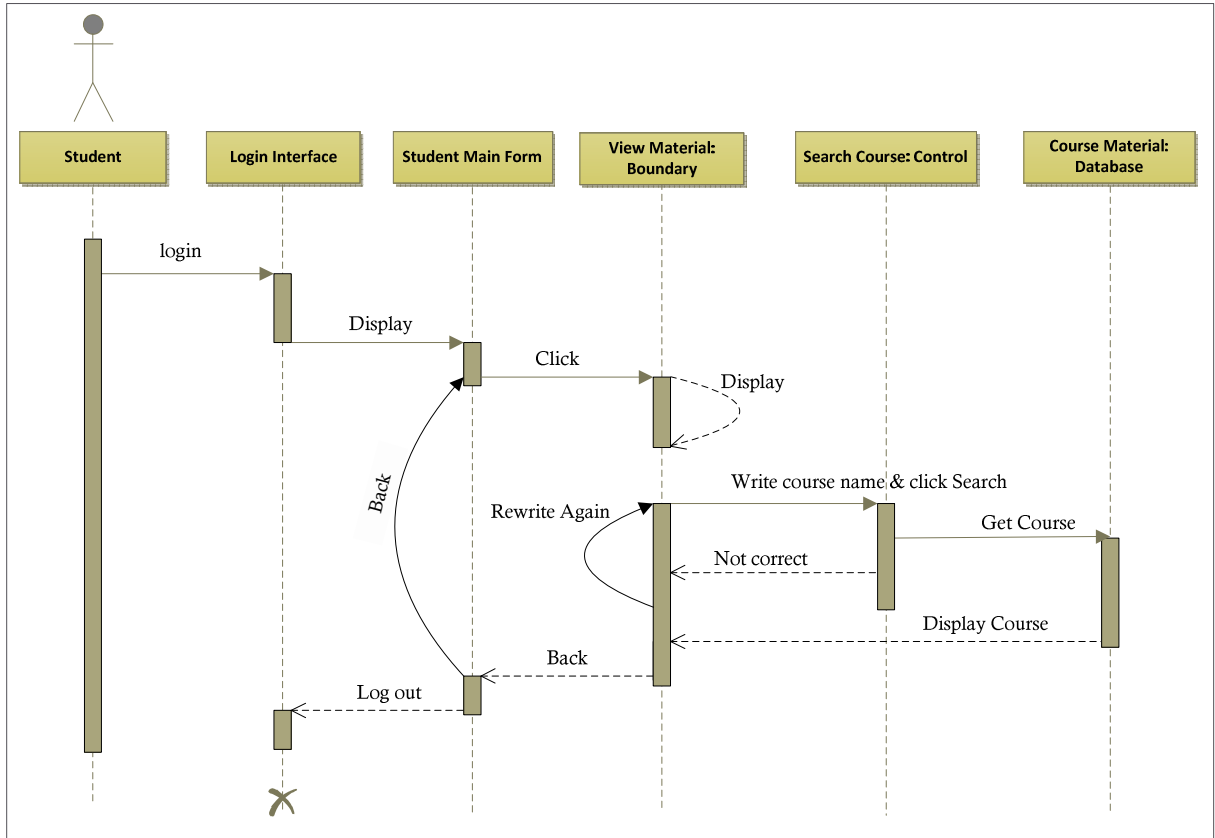 Student
Login Interface
Student Main Form
View Material:
Boundary
Search Course: Control
Course Material:
Database
login
Display
Click
Display
Back
Write course name & click Search
Rewrite Again
Get Course
Not correct
Display Course
Back
Log out